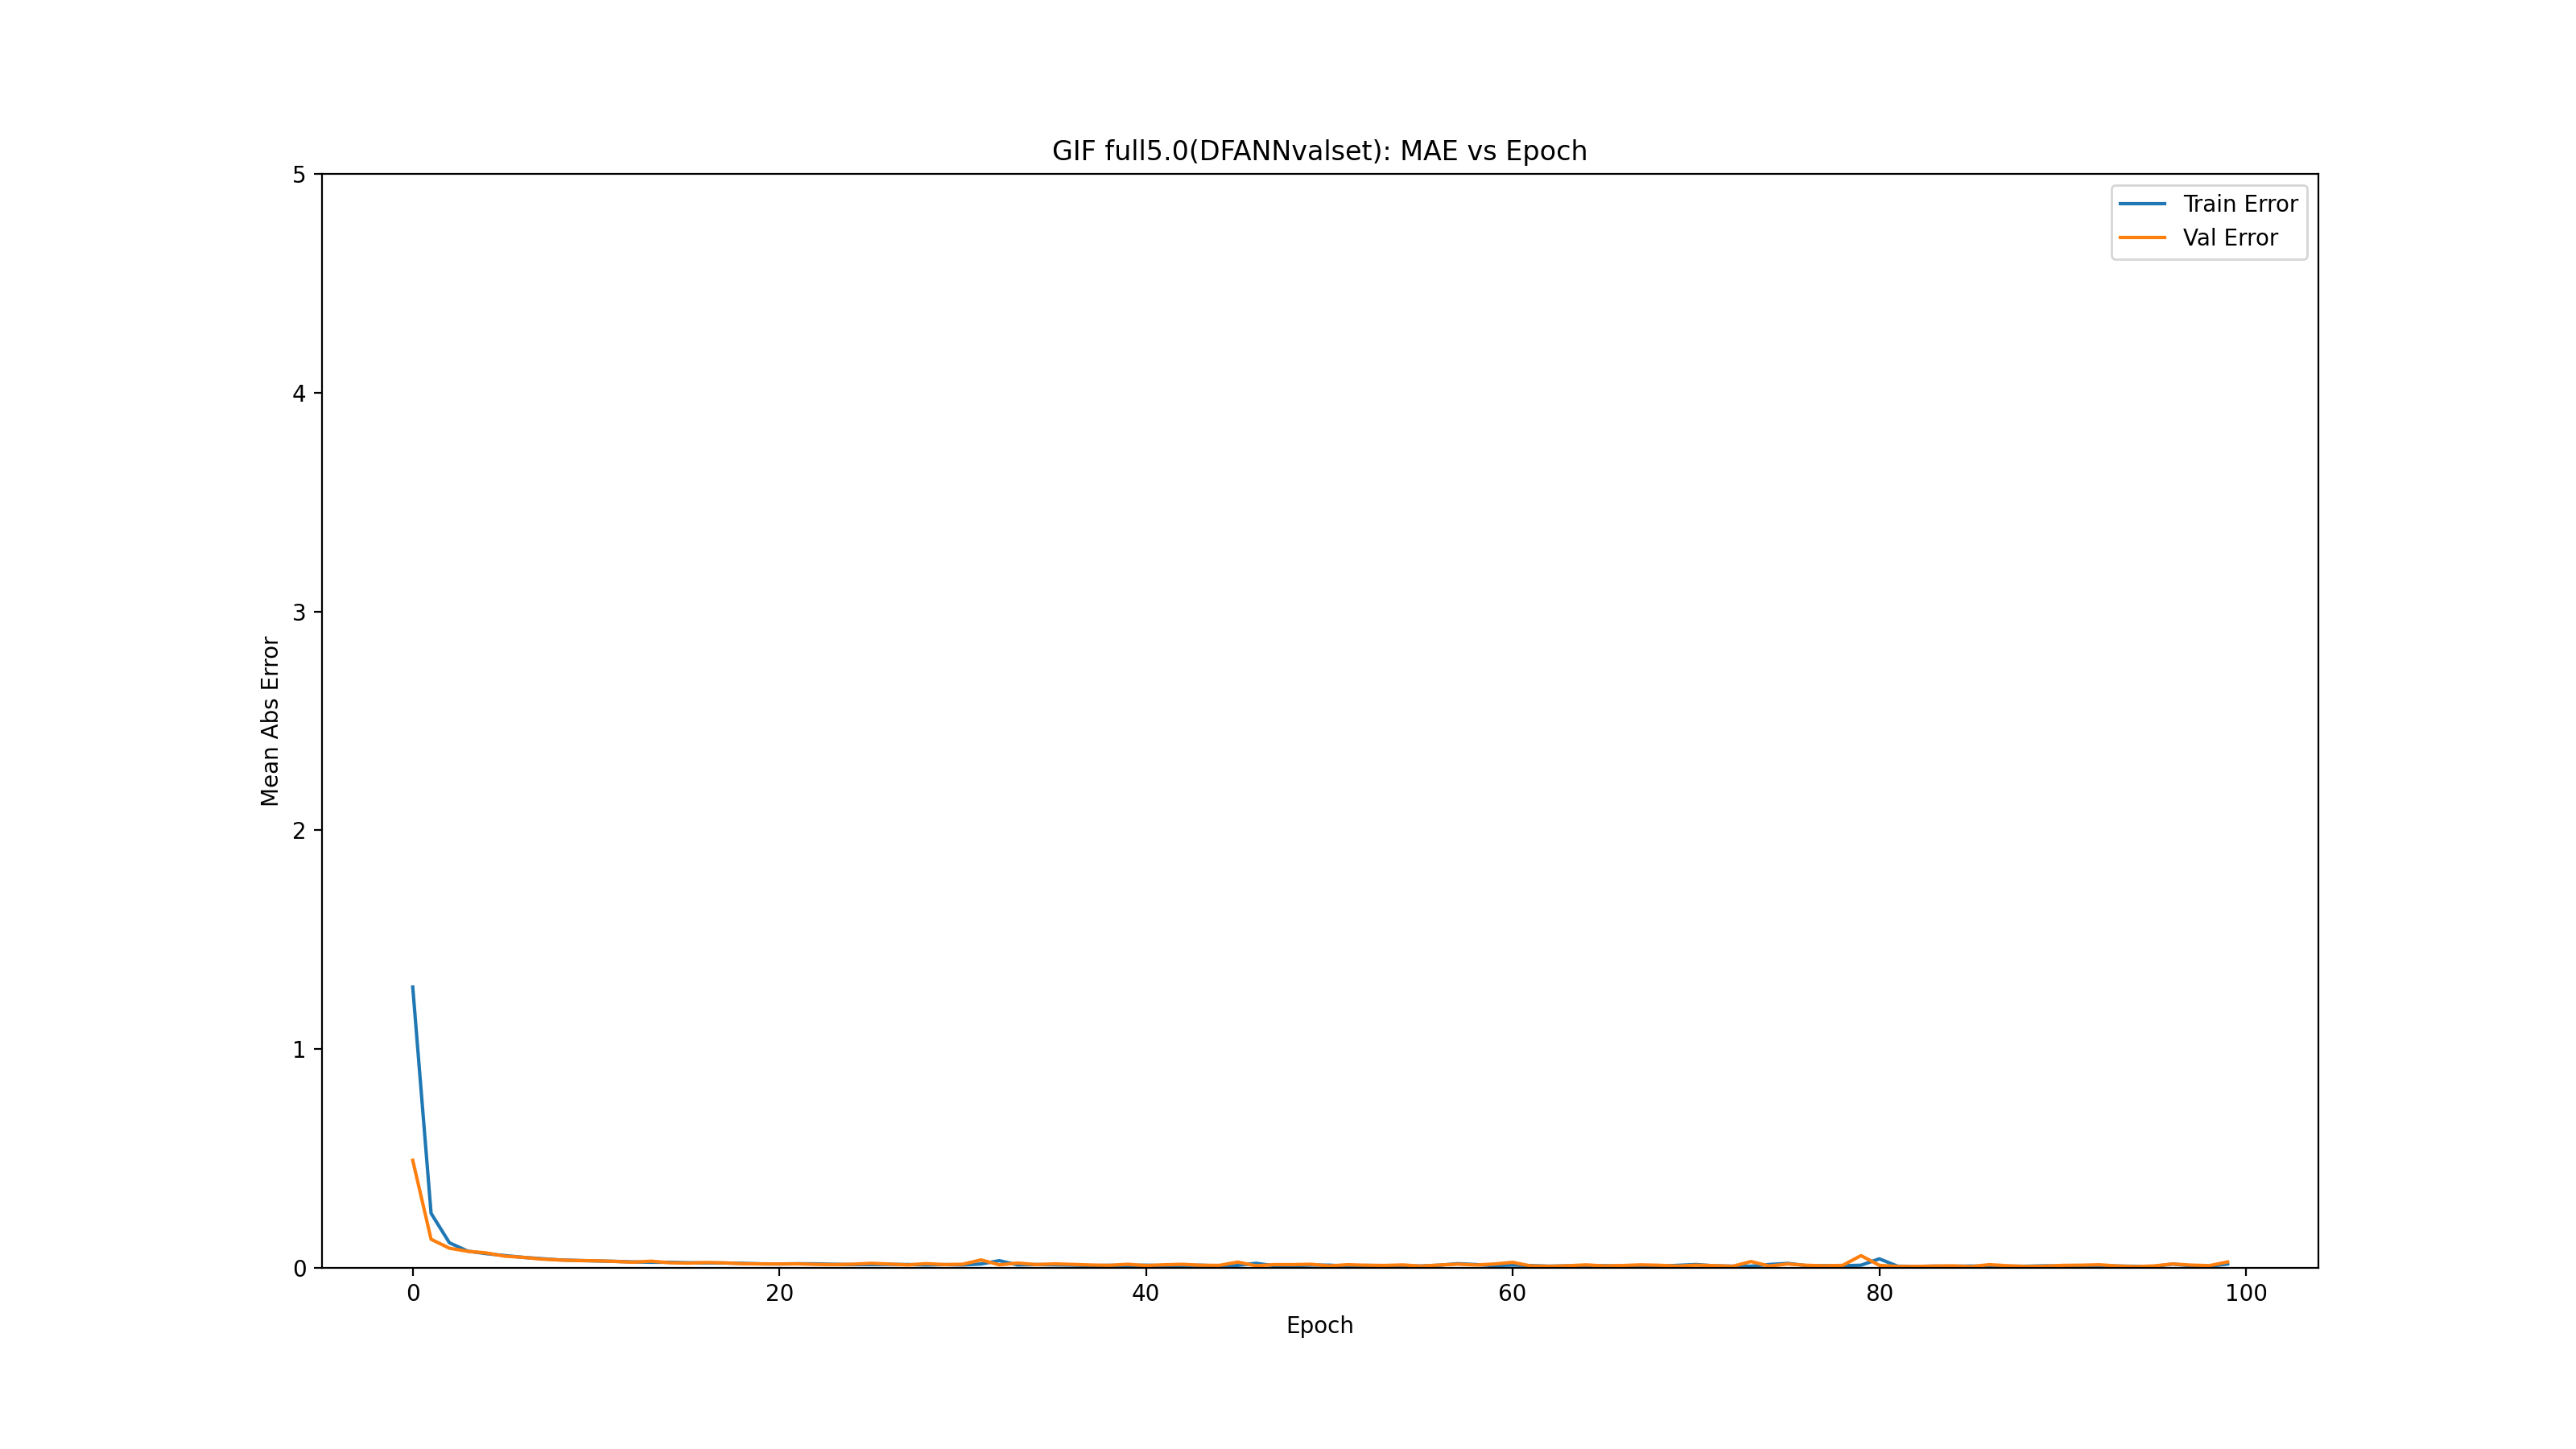 GIF full5.0(DFANNvalset): MAE vs Epoch
Train Error
Val Error
Mean Abs Error
5
4
3
2
1
0
0 20 40 60 80 100
Epoch